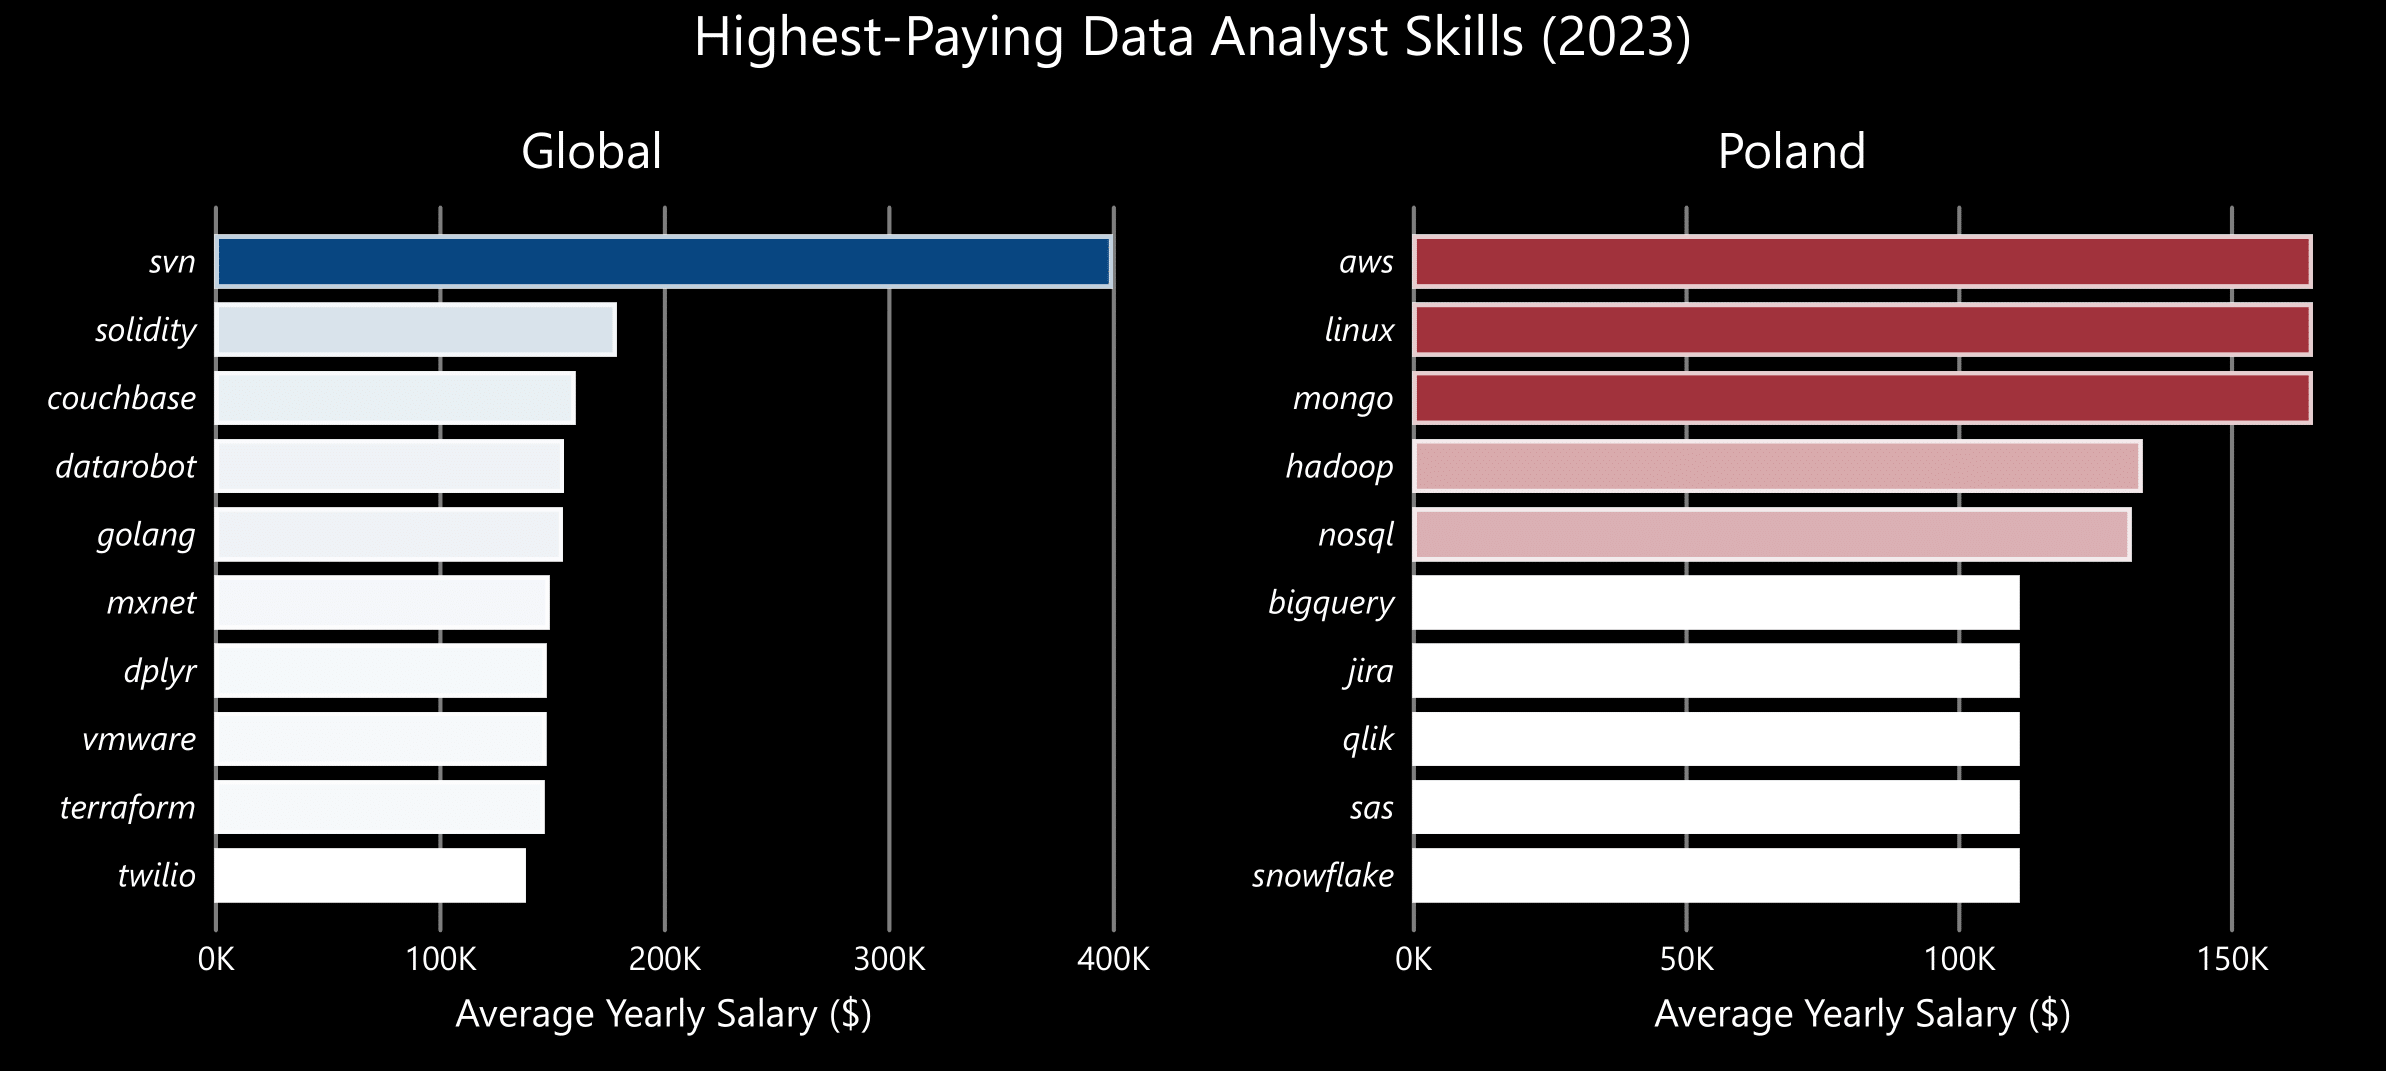 Highest-Paying Data Analyst Skills (2023)
Global
svn
solidity
couchbase
datarobot
golang
mxnet
dplyr
vmware
terraform
twilio
0K 100K 200K 300K 400K
Average Yearly Salary ($)
Poland
aws
linux
mongo
hadoop
nosql
bigquery
jira
qlik
sas
snowflake
0K 50K 100K 150K
Average Yearly Salary ($)